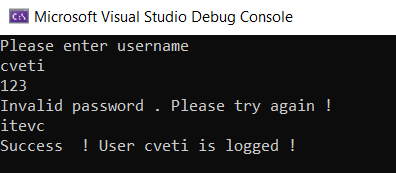 Microsoft Visual Studio Debug Console
Please enter username
cveti
123
Invalid password . Please try again !
itevc
Success  ! User cveti is logged !